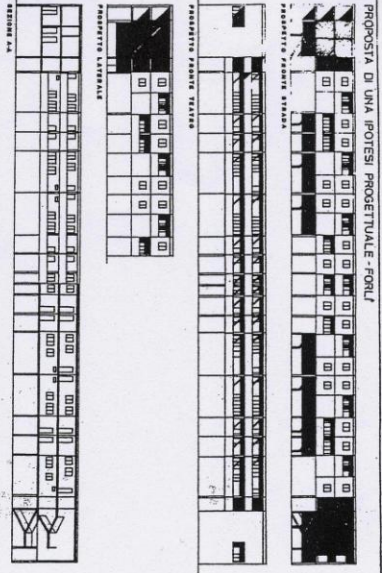 PROPOSTA DI UNA IPOTESI PROGETTUALE - FORLI'
PROSPETTO FRONTE STRADA
PROSPETTO FRONTE TEATRO
PROSPETTO LATERALE
SEZIONE A-A